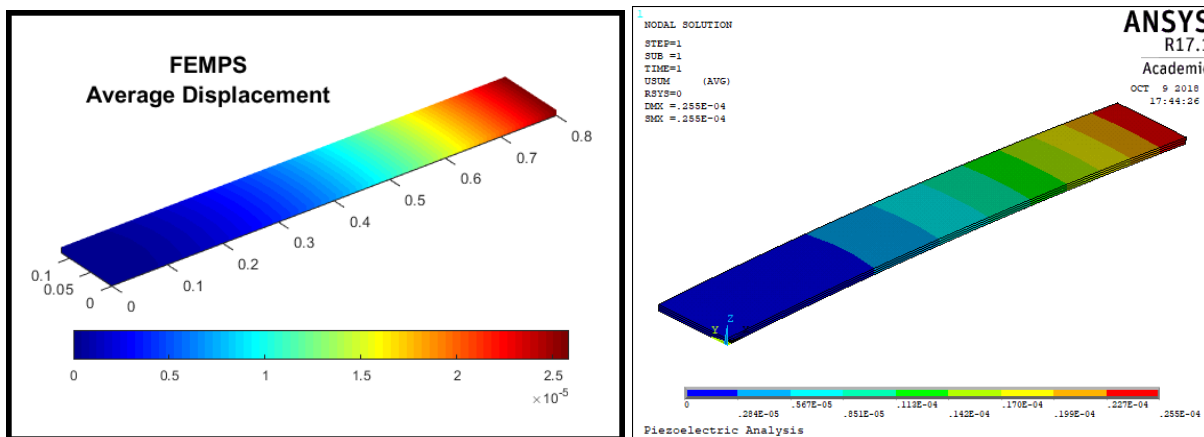 FEMPS
Average Displacement
0.8
0.7
0.6
0.5
0.4
0.3
0.2
0.1
0
0.1
0.05
0
0 0.5 1 1.5 2 2.5
×10-5
1
NODAL SOLUTION
STEP=1
SUB =1
TIME=1
USUM (AVG)
RSYS=0
DMX =.255E-04
SMX =.255E-04
ANSYS
R17.1
Academic
OCT 9 2018
17:44:26
Z
Y
0 .567E-05 .113E-04 .170E-04 .227E-04
.284E-05 .851E-05 .142E-04 .199E-04 .255E-04
Piezoelectric Analysis